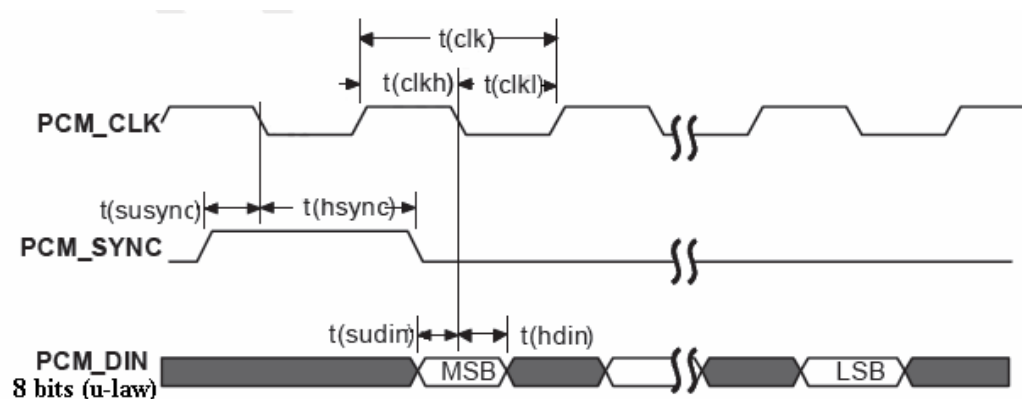 t(clk)
t(clkh)
t(clkl)
PCM_CLK
t(susync)
t(hsync)
PCM_SYNC
t(sudin)
t(hdin)
PCM_DIN
MSB
LSB
8 bits (u-law)